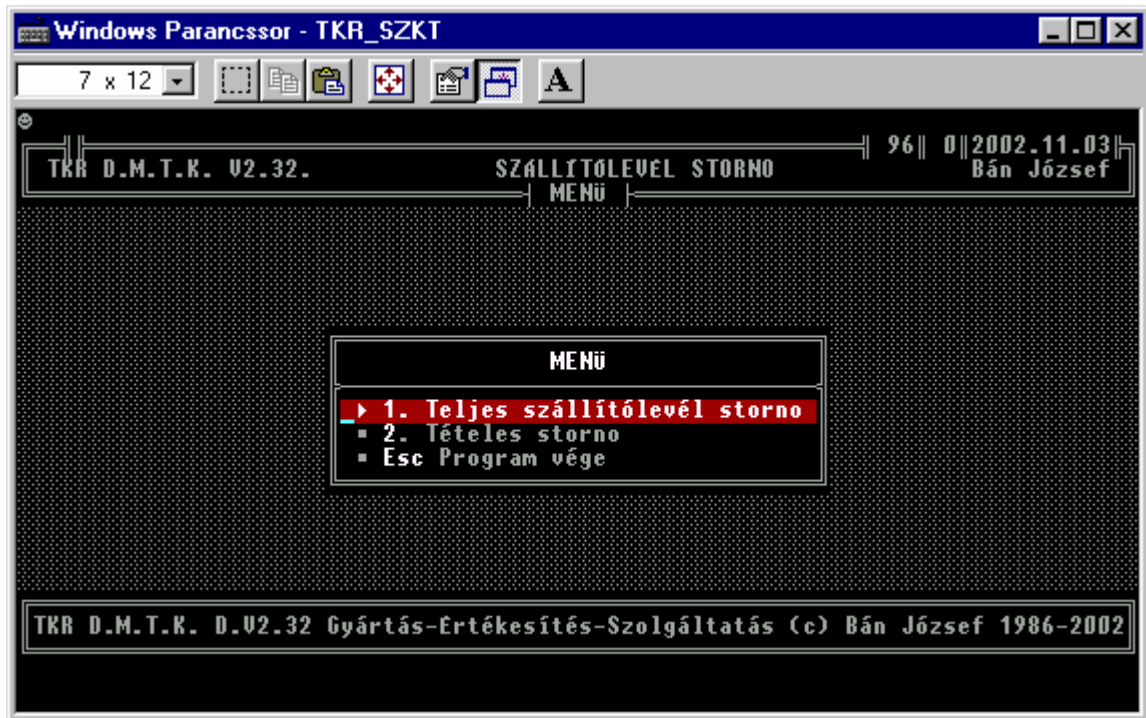 Windows Parancssor - TKR_SZKT
7 x 12
A
96 0 2002.11.03
TKR D.M.T.K. V2.32. SZÁLLÍTÓLEVÉL STORNO Bán József
MENÜ
MENÜ
1. Teljes szállítólevél storno
2. Tételes storno
Esc Program vége
TKR D.M.T.K. D.V2.32 Gyártás-Értékesítés-Szolgáltatás (c) Bán József 1986-2002